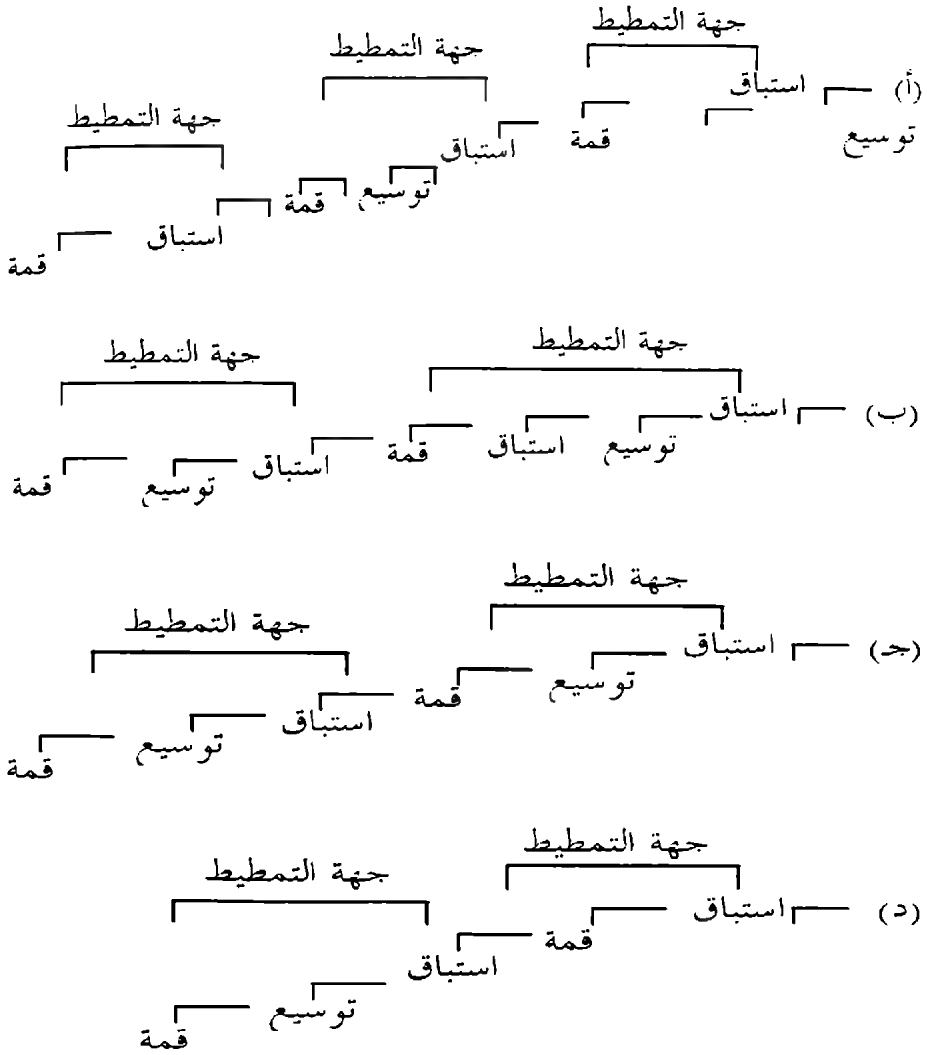 جهة التمطيط جهة التمطيط جهة التمطيط
(أ) استباق توسيع قمة استباق توسيع قمة استباق قمة
جهة التمطيط جهة التمطيط
(ب) استباق توسيع استباق قمة استباق توسيع قمة
جهة التمطيط جهة التمطيط
(جـ) استباق توسيع قمة استباق توسيع قمة
جهة التمطيط جهة التمطيط
(د) استباق قمة استباق توسيع قمة